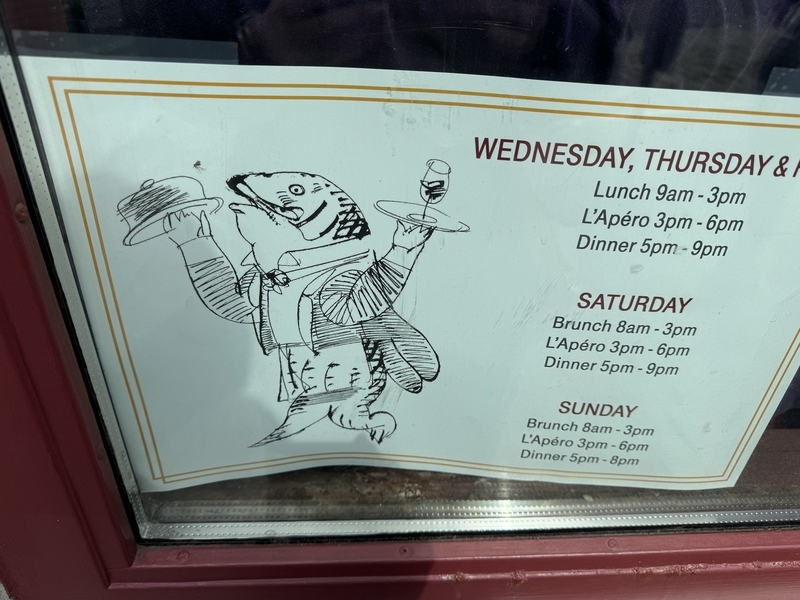 WEDNESDAY, THURSDAY &
Lunch 9am - 3pm
L'Apéro 3pm - 6pm
Dinner 5pm - 9pm
SATURDAY
Brunch 8am - 3pm
L'Apéro 3pm - 6pm
Dinner 5pm - 9pm
SUNDAY
Brunch 8am - 3pm
L'Apéro 3pm - 6pm
Dinner 5pm - 8pm